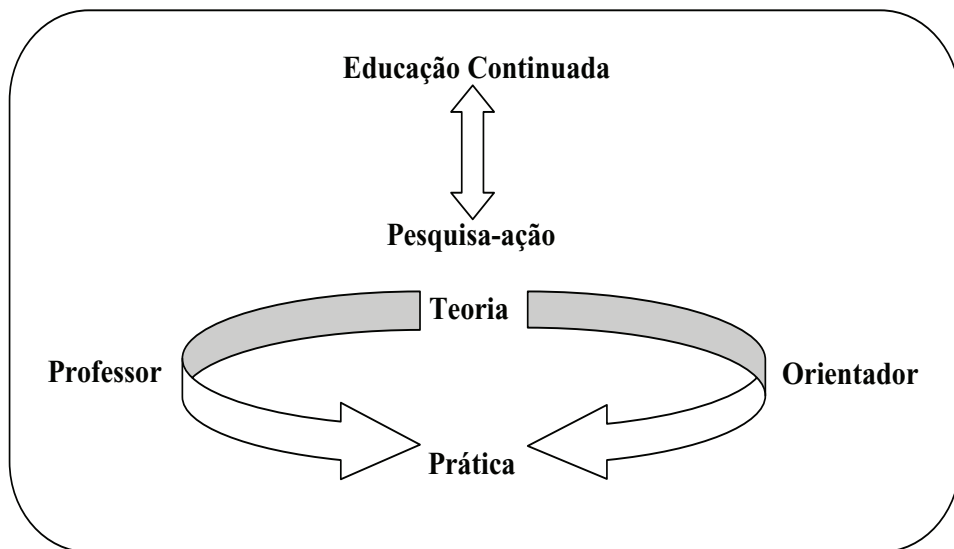 Educação Continuada
Pesquisa-ação
Teoria
Professor
Orientador
Prática